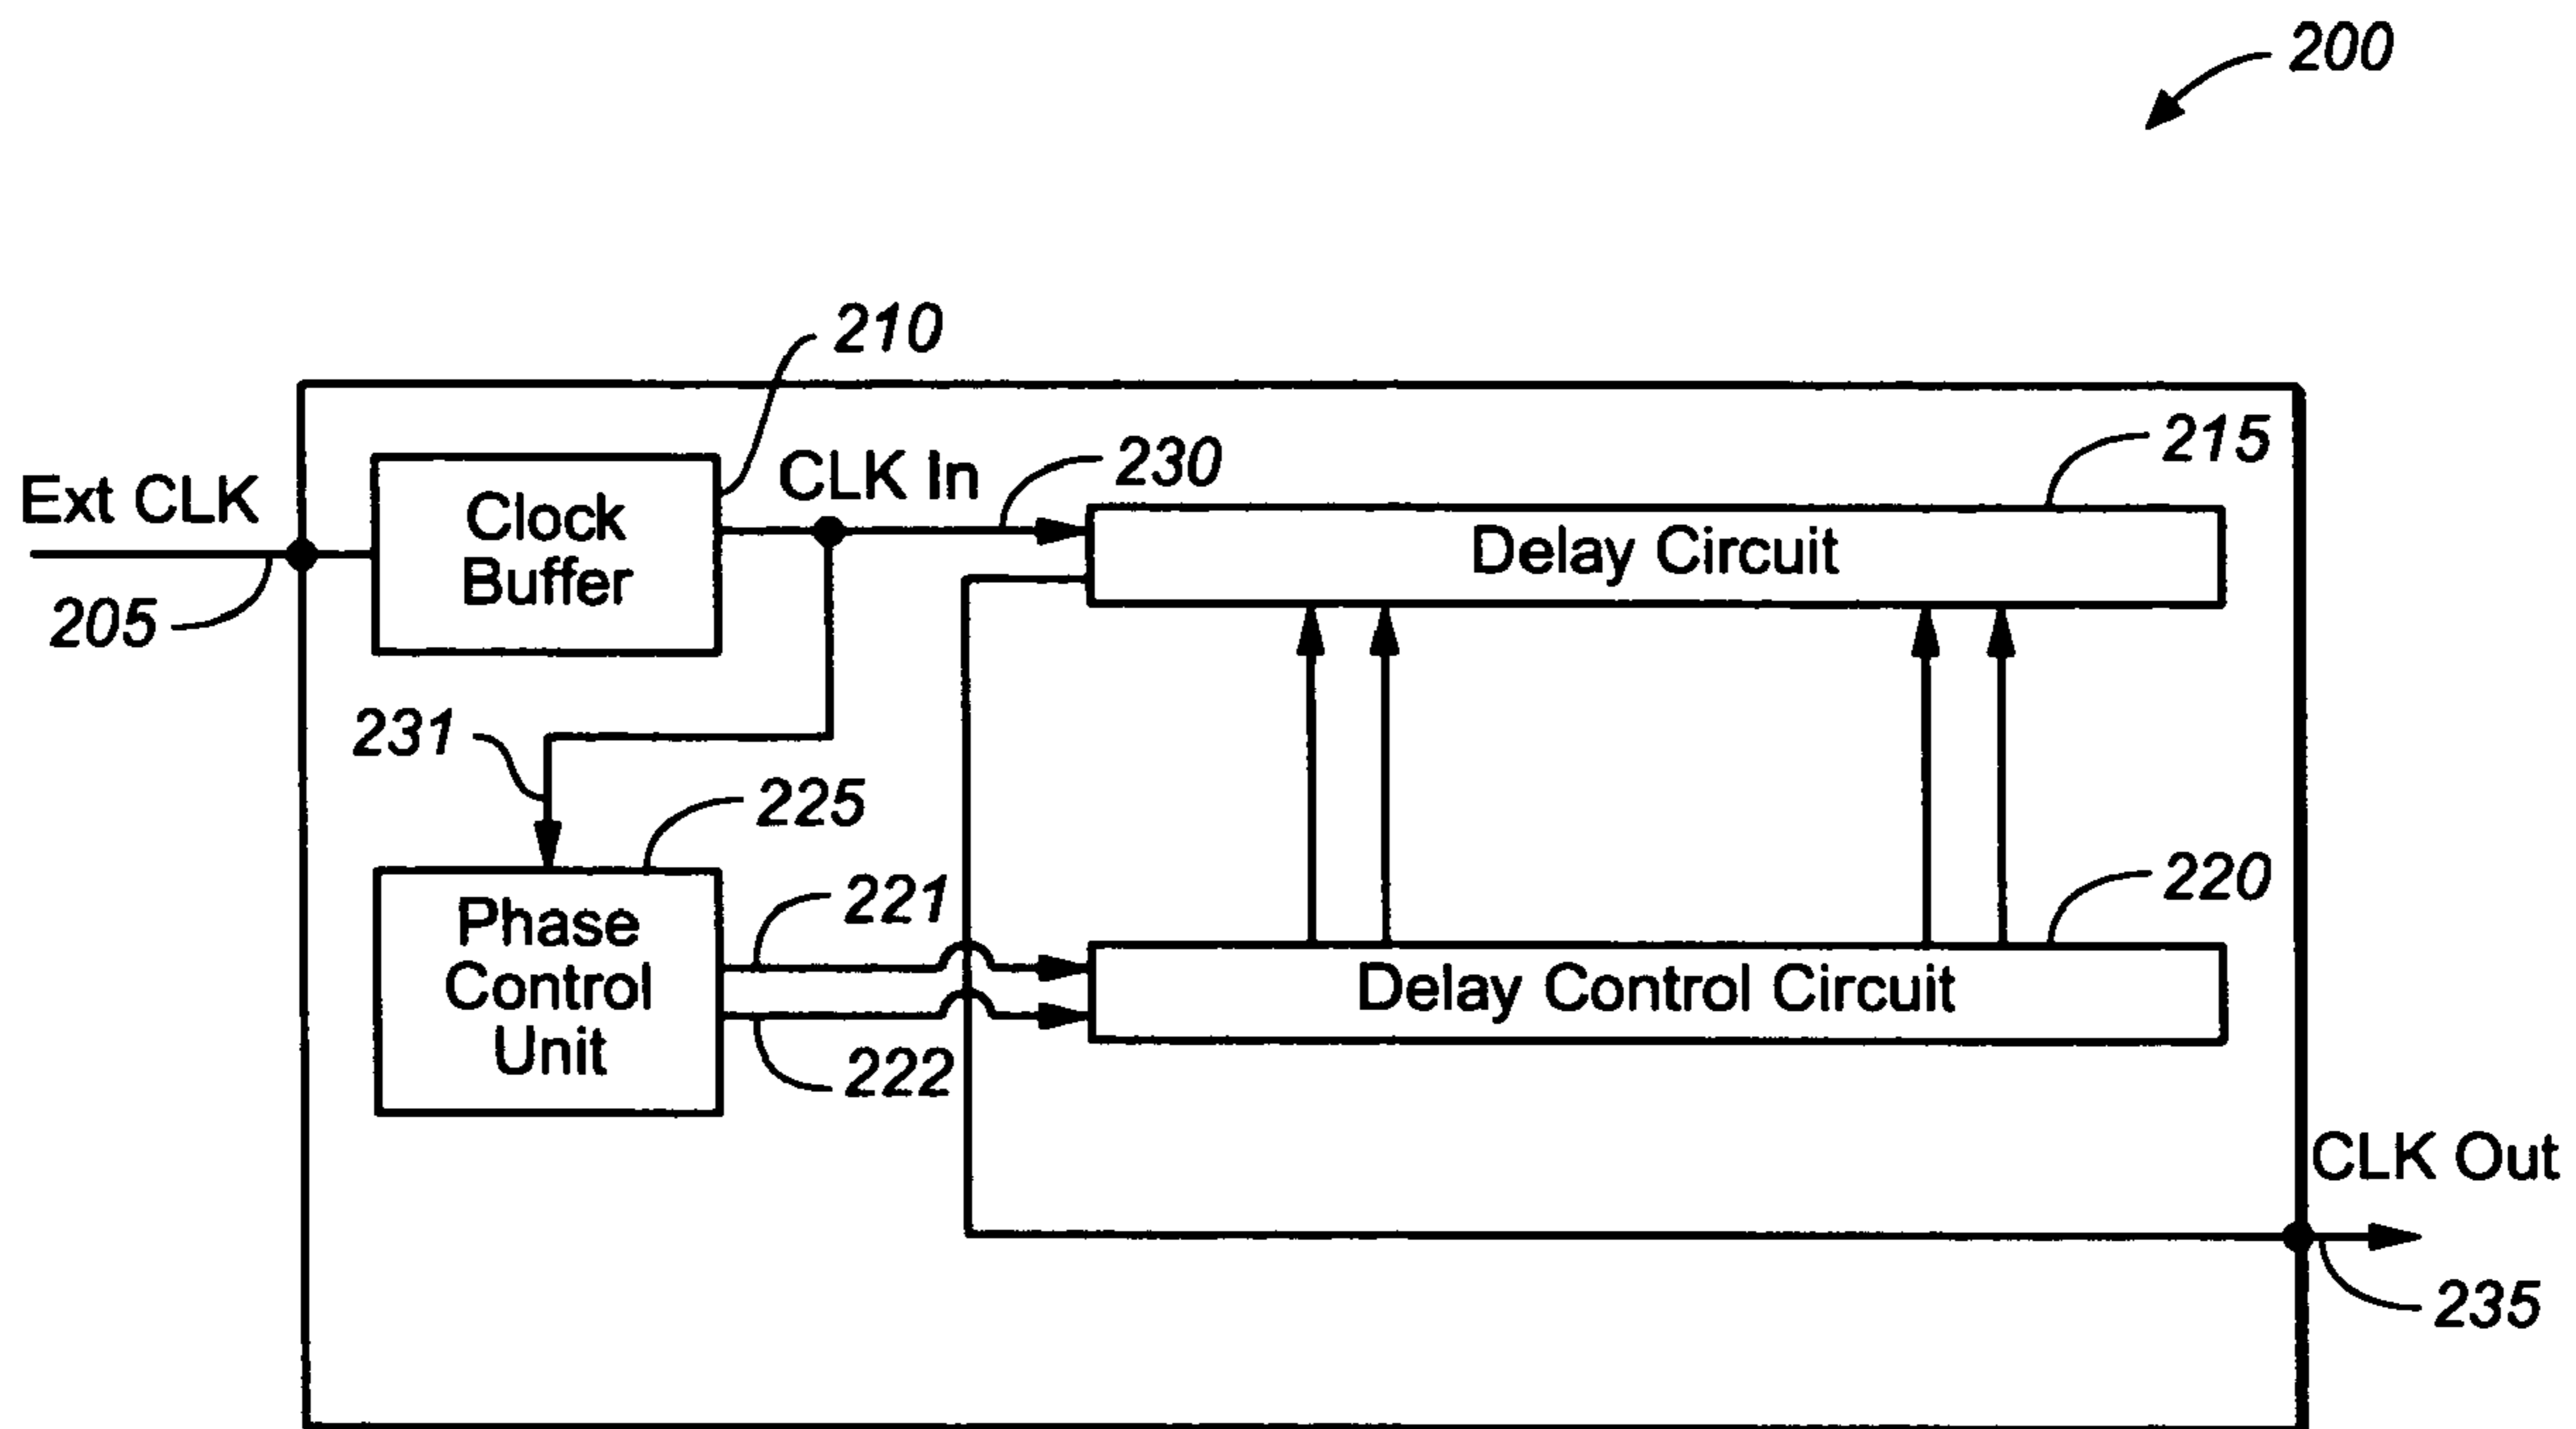 200
210
CLK In
230
215
Ext CLK
Clock
Buffer
Delay Circuit
205
231
225
221
220
Phase
Control
Unit
Delay Control Circuit
222
CLK Out
235